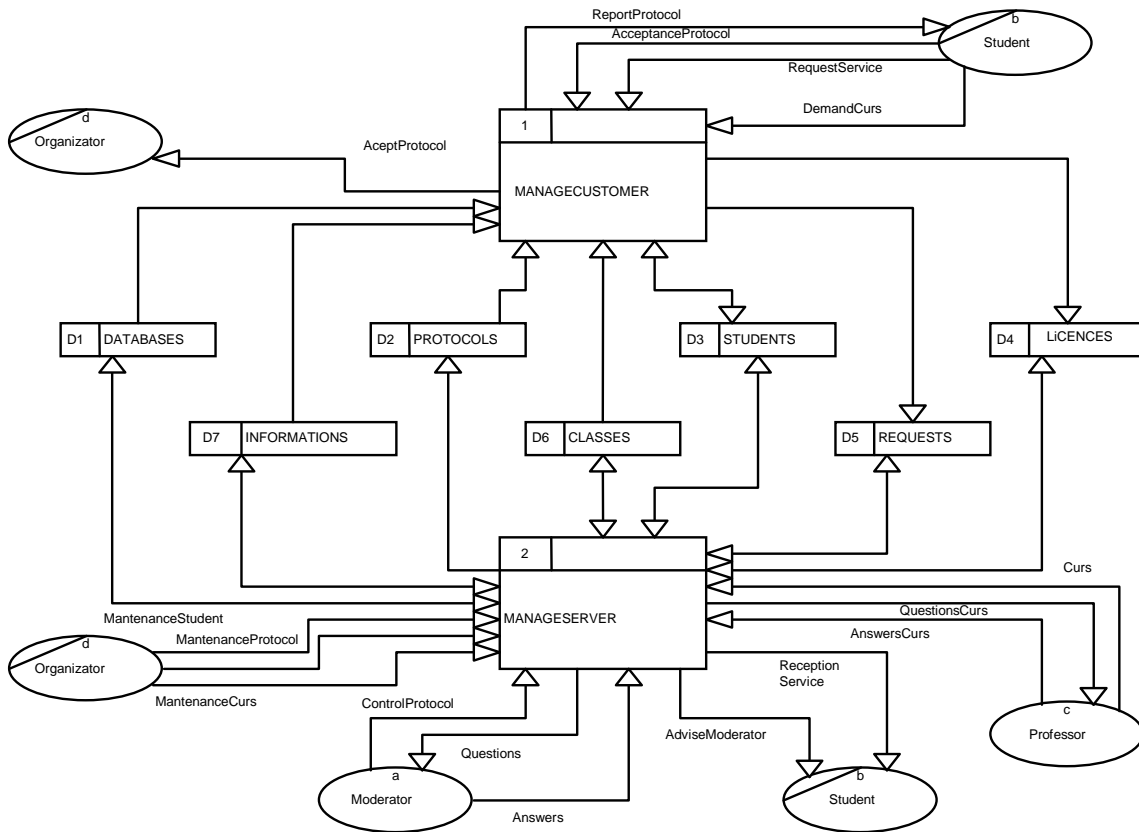 ReportProtocol
b
AcceptanceProtocol
Student
RequestService
d
DemandCurs
1
Organizator
AceptProtocol
MANAGECUSTOMER
D1 DATABASES
D2 PROTOCOLS
D3 STUDENTS
D4 LiCENCES
D7 INFORMATIONS
D6 CLASSES
D5 REQUESTS
2
Curs
MantenanceStudent
MANAGESERVER
QuestionsCurs
MantenanceProtocol
AnswersCurs
d
Organizator
Reception
Service
MantenanceCurs
ControlProtocol
c
Professor
AdviseModerator
Questions
a
Moderator
b
Student
Answers